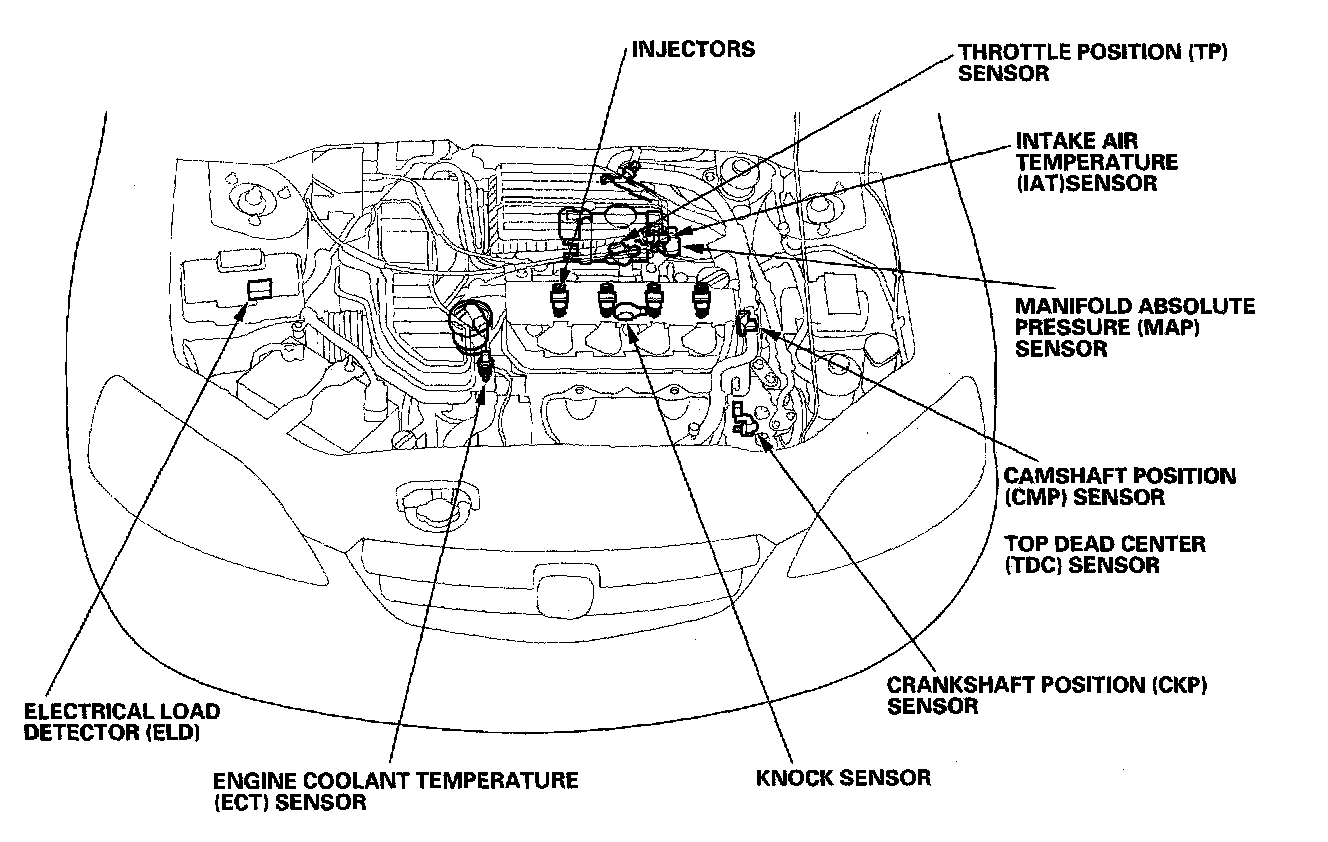 INJECTORS
THROTTLE POSITION (TP)
SENSOR
INTAKE AIR
TEMPERATURE
(IAT)SENSOR
MANIFOLD ABSOLUTE
PRESSURE (MAP)
SENSOR
CAMSHAFT POSITION
(CMP) SENSOR
TOP DEAD CENTER
(TDC) SENSOR
CRANKSHAFT POSITION (CKP)
SENSOR
KNOCK SENSOR
ENGINE COOLANT TEMPERATURE
(ECT) SENSOR
ELECTRICAL LOAD
DETECTOR (ELD)